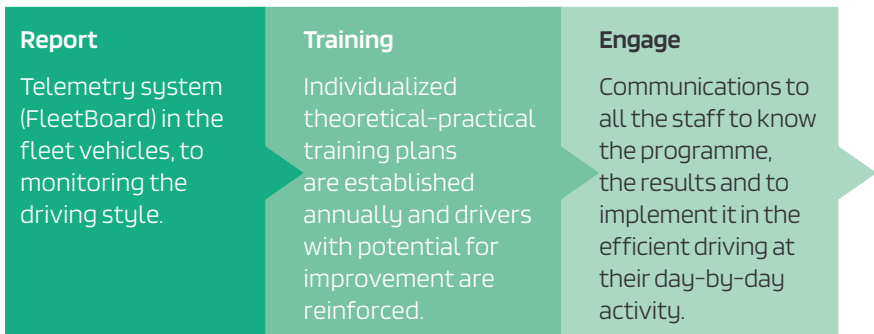 Report
Telemetry system
(FleetBoard) in the
fleet vehicles, to
monitoring the
driving style.
Training
Individualized
theoretical-practical
training plans
are established
annually and drivers
with potential for
improvement are
reinforced.
Engage
Communications to
all the staff to know
the programme,
the results and to
implement it in the
efficient driving at
their day-by-day
activity.